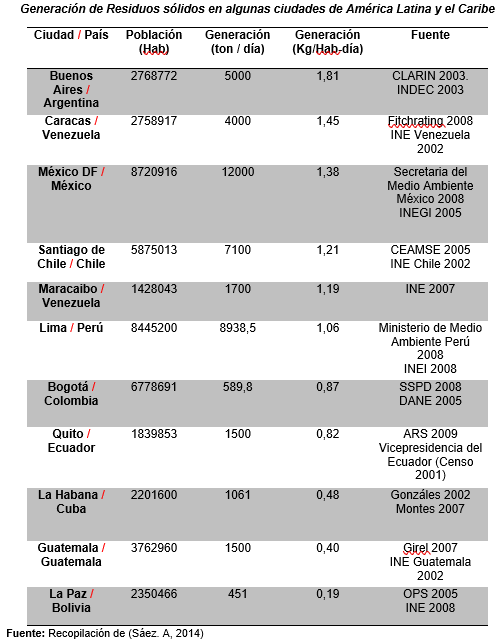 Generación de Residuos sólidos en algunas ciudades de América Latina y el Caribe
Ciudad / País Población Generación Generación Fuente
(Hab) (ton / día) (Kg/Hab-día)
Buenos 2768772 5000 1,81 CLARIN 2003.
Aires / INDEC 2003
Argentina
Caracas / 2758917 4000 1,45 Fitchrating 2008
Venezuela INE Venezuela
2002
México DF / 8720916 12000 1,38 Secretaria del
México Medio Ambiente
México 2008
INEGI 2005
Santiago de 5875013 7100 1,21 CEAMSE 2005
Chile / Chile INE Chile 2002
Maracaibo / 1428043 1700 1,19 INE 2007
Venezuela
Lima / Perú 8445200 8938,5 1,06 Ministerio de Medio
Ambiente Perú
2008
INEI 2008
Bogotá / 6778691 589,8 0,87 SSPD 2008
Colombia DANE 2005
Quito / 1839853 1500 0,82 ARS 2009
Ecuador Vicepresidencia del
Ecuador (Censo
2001)
La Habana / 2201600 1061 0,48 Gonzáles 2002
Cuba Montes 2007
Guatemala / 3762960 1500 0,40 Girel 2007
Guatemala INE Guatemala
2002
La Paz / 2350466 451 0,19 OPS 2005
Bolivia INE 2008
Fuente: Recopilación de (Sáez. A, 2014)